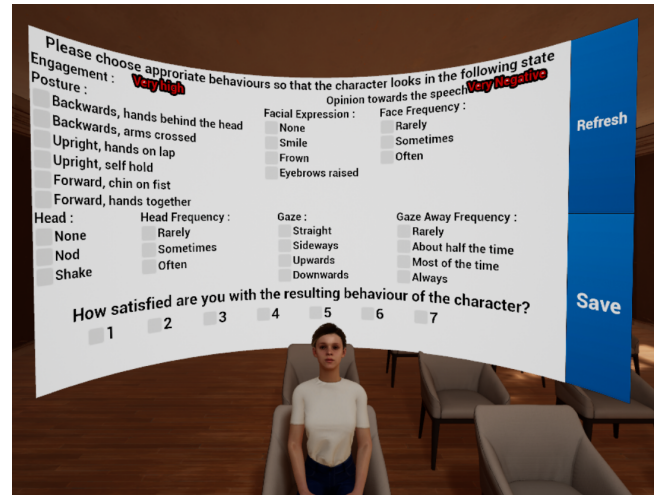 Please choose approriate behaviours so that the character looks in the following state
Engagement : Very high
Opinion towards the speech Very Negative
Posture :
Backwards, hands behind the head
Backwards, arms crossed
Upright, hands on lap
Upright, self hold
Forward, chin on fist
Forward, hands together
Facial Expression :
None
Smile
Frown
Eyebrows raised
Face Frequency :
Rarely
Sometimes
Often
Head :
None
Nod
Shake
Head Frequency :
Rarely
Sometimes
Often
Gaze :
Straight
Sideways
Upwards
Downwards
Gaze Away Frequency :
Rarely
About half the time
Most of the time
Always
How satisfied are you with the resulting behaviour of the character?
1 2 3 4 5 6 7
Refresh
Save